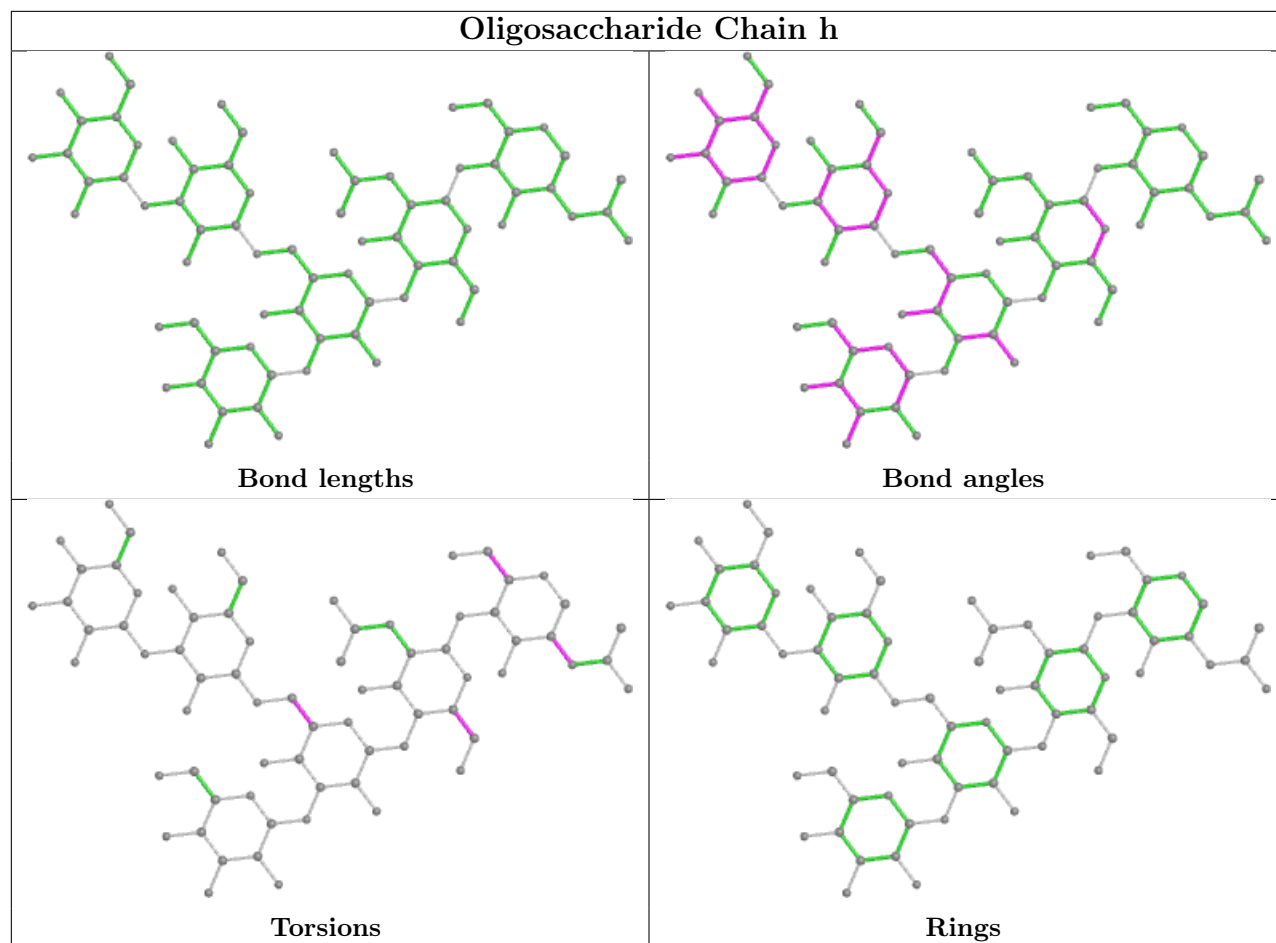 Oligosaccharide Chain h
Bond lengths
Bond angles
Torsions
Rings